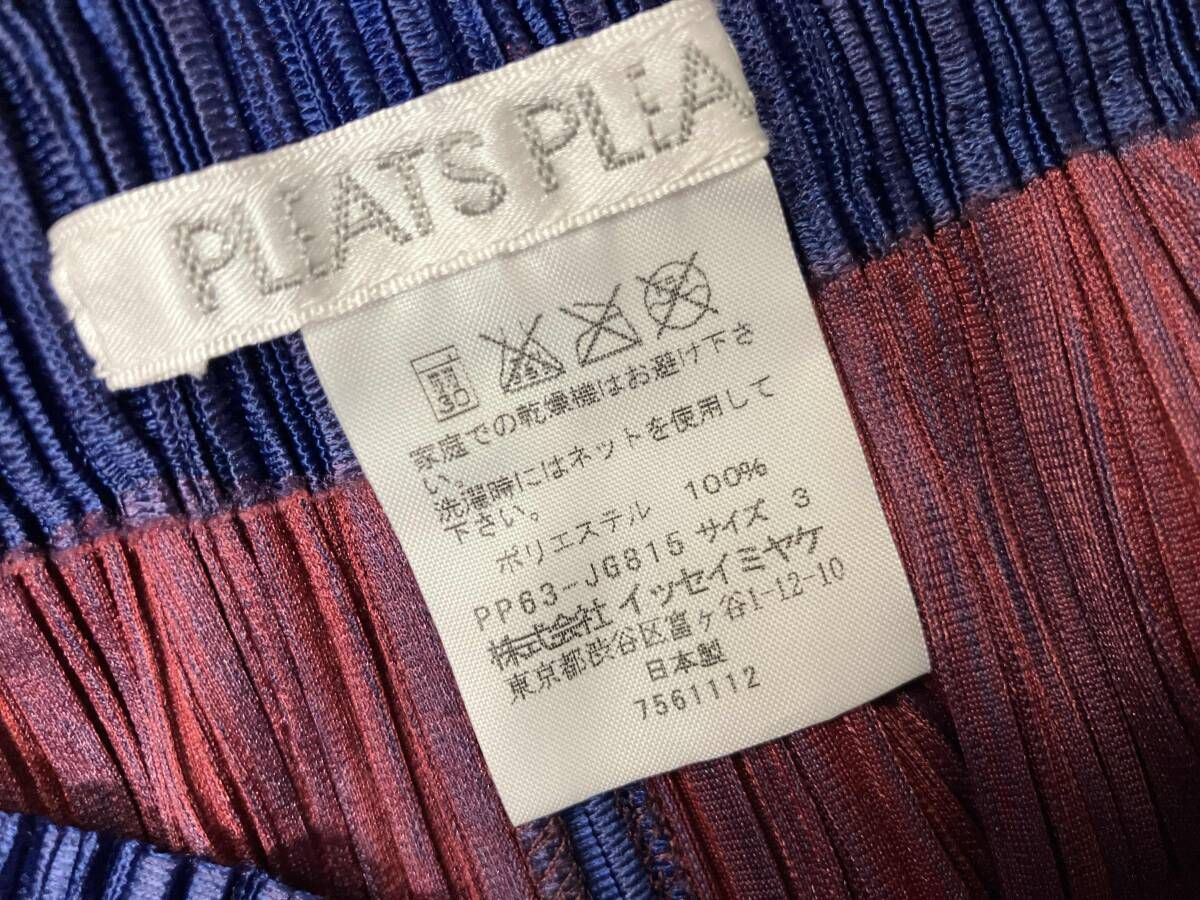 PLEATS PLEA
30
家庭での乾燥機はお避け下さ
い。
洗濯時にはネットを使用して
下さい。
ポリエステル 100%
PP63-JG815 サイズ 3
株式会社 イッセイミヤケ
東京都渋谷区富ヶ谷1-12-10
日本製
7561112